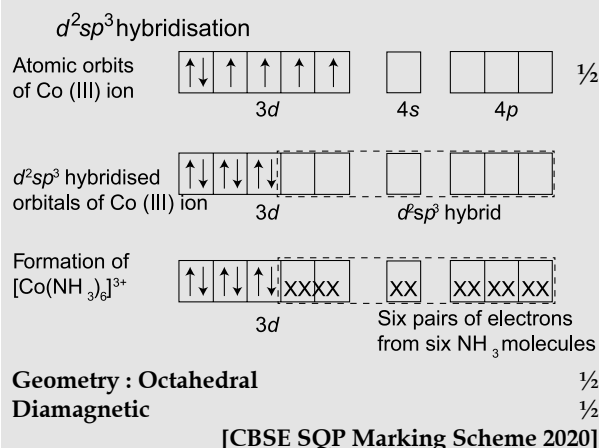 d²sp³ hybridisation
Atomic orbits
of Co (III) ion
↑↓ ↑ ↑ ↑ ↑ ½
3d 4s 4p
d²sp³ hybridised
orbitals of Co (III) ion
↑↓ ↑↓ ↑↓
3d d²sp³ hybrid
Formation of
[Co(NH₃)₆]³⁺
↑↓ ↑↓ ↑↓ XX XX XX XX XX XX
3d
Six pairs of electrons
from six NH₃ molecules
Geometry : Octahedral ½
Diamagnetic ½
[CBSE SQP Marking Scheme 2020]